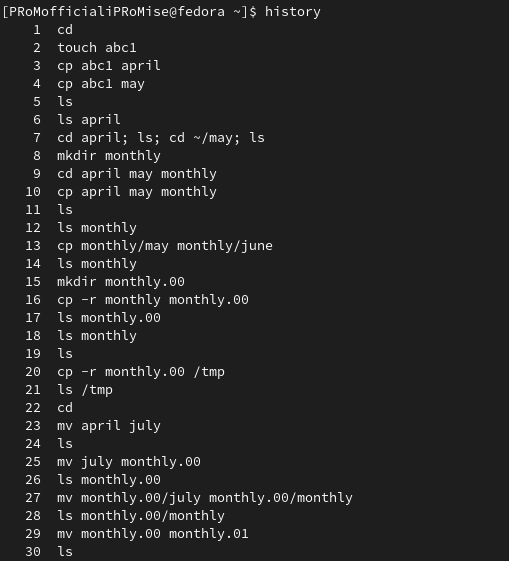 [PRoMofficialiPRoMise@fedora ~]$ history
1 cd
2 touch abc1
3 cp abc1 april
4 cp abc1 may
5 ls
6 ls april
7 cd april; ls; cd ~/may; ls
8 mkdir monthly
9 cd april may monthly
10 cp april may monthly
11 ls
12 ls monthly
13 cp monthly/may monthly/june
14 ls monthly
15 mkdir monthly.00
16 cp -r monthly monthly.00
17 ls monthly.00
18 ls monthly
19 ls
20 cp -r monthly.00 /tmp
21 ls /tmp
22 cd
23 mv april july
24 ls
25 mv july monthly.00
26 ls monthly.00
27 mv monthly.00/july monthly.00/monthly
28 ls monthly.00/monthly
29 mv monthly.00 monthly.01
30 ls